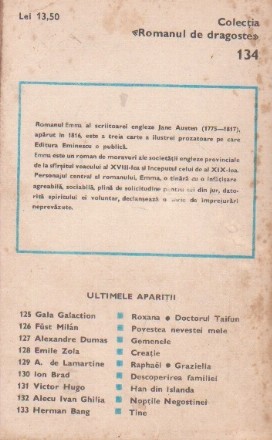 Lei 13,50
Colecția
«Romanul de dragoste»
134
Romanul Emma al scriitoarei engleze Jane Austen (1775—1817),
apărut în 1816, este a treia carte a ilustrei prozatoare pe care
Editura Eminescu o publică.
Emma este un roman de moravuri ale societății engleze provinciale
de la sfîrșitul veacului al XVIII-lea și începutul celui de al XIX-lea.
Personajul central al romanului, Emma, o tînără cu o înfățișare
agreabilă, sociabilă, plină de solicitudine pentru cei din jur, dato-
rită spiritului ei voluntar, declanșează o serie de împrejurări
neprevăzute.
ULTIMELE APARIȚII
125 Gala Galaction Roxana ● Doctorul Taifun
126 Füst Milán Povestea nevestei mele
127 Alexandre Dumas Gemenele
128 Emile Zola Creație
129 A. de Lamartine Raphaël ● Graziella
130 Ion Brad Descoperirea familiei
131 Victor Hugo Han din Islanda
132 Alecu Ivan Ghilia Nopțile Negostinei
133 Herman Bang Tine